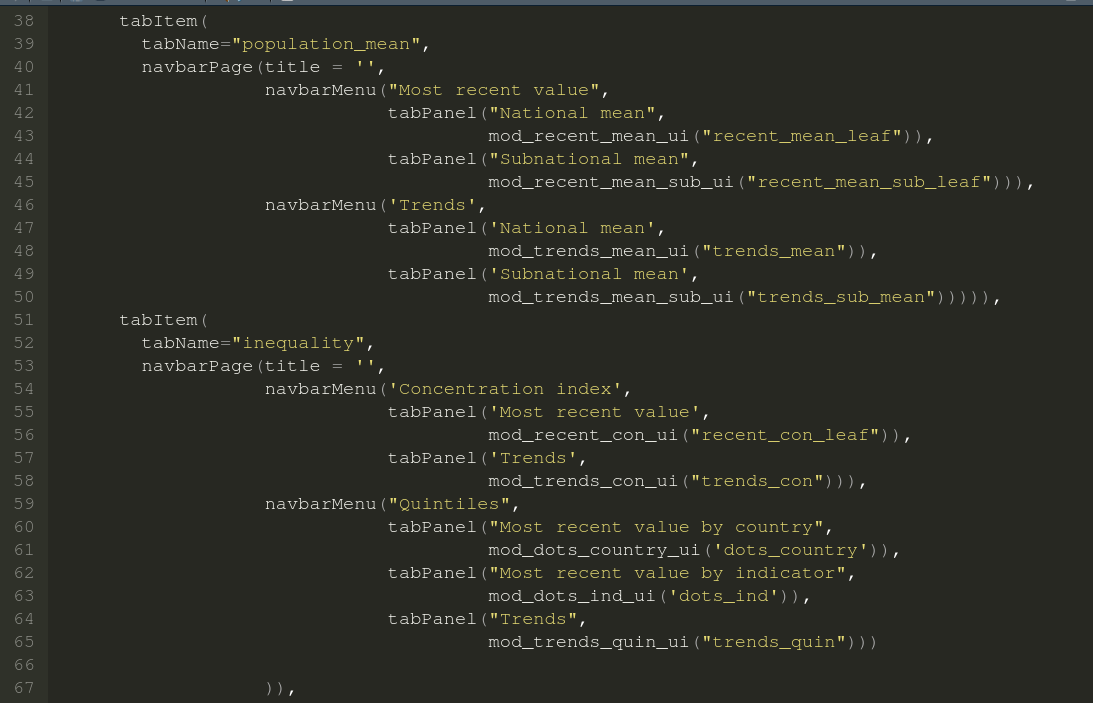 38 tabItem(
39 tabName="population_mean",
40 navbarPage(title = '',
41 navbarMenu("Most recent value",
42 tabPanel("National mean",
43 mod_recent_mean_ui("recent_mean_leaf")),
44 tabPanel("Subnational mean",
45 mod_recent_mean_sub_ui("recent_mean_sub_leaf"))),
46 navbarMenu('Trends',
47 tabPanel('National mean',
48 mod_trends_mean_ui("trends_mean")),
49 tabPanel('Subnational mean',
50 mod_trends_mean_sub_ui("trends_sub_mean"))))),
51 tabItem(
52 tabName="inequality",
53 navbarPage(title = '',
54 navbarMenu('Concentration index',
55 tabPanel('Most recent value',
56 mod_recent_con_ui("recent_con_leaf")),
57 tabPanel('Trends',
58 mod_trends_con_ui("trends_con"))),
59 navbarMenu("Quintiles",
60 tabPanel("Most recent value by country",
61 mod_dots_country_ui('dots_country')),
62 tabPanel("Most recent value by indicator",
63 mod_dots_ind_ui('dots_ind')),
64 tabPanel("Trends",
65 mod_trends_quin_ui("trends_quin")))
66
67 )),